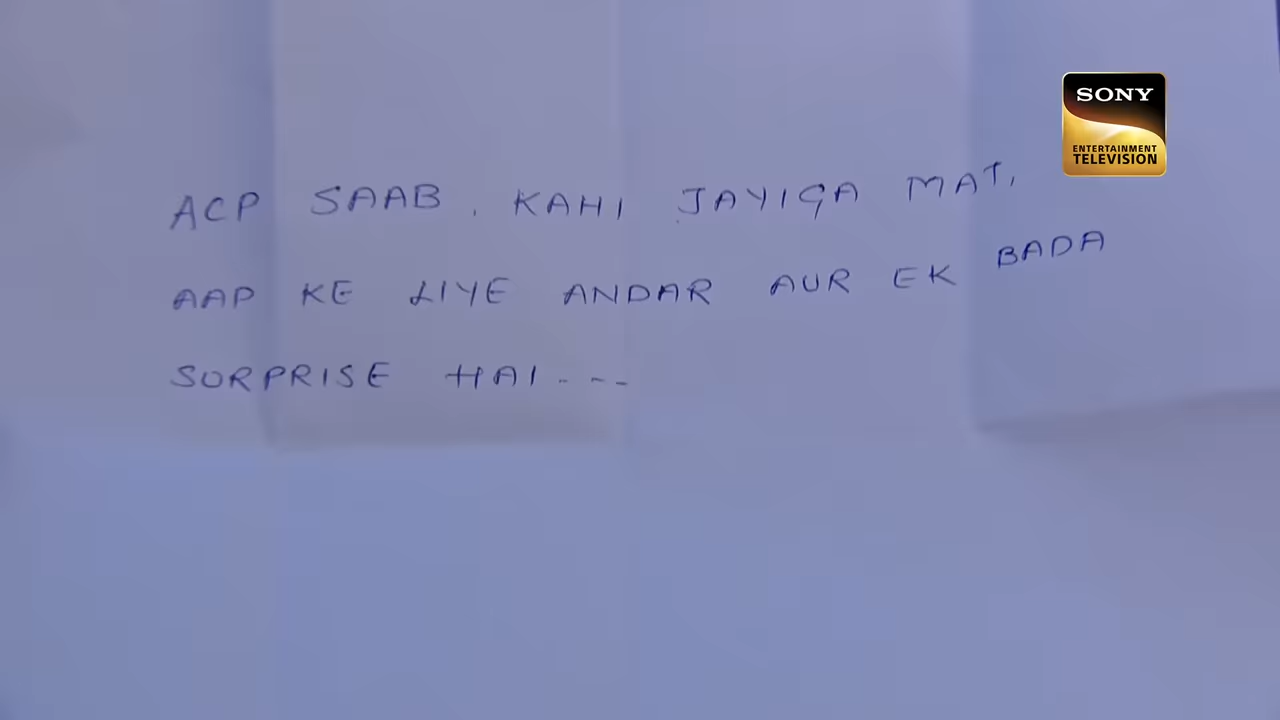 SONY
ENTERTAINMENT
TELEVISION
ACP SAAB, KAHI JAYIGA MAT,
AAP KE LIYE ANDAR AUR EK BADA
SURPRISE HAI----